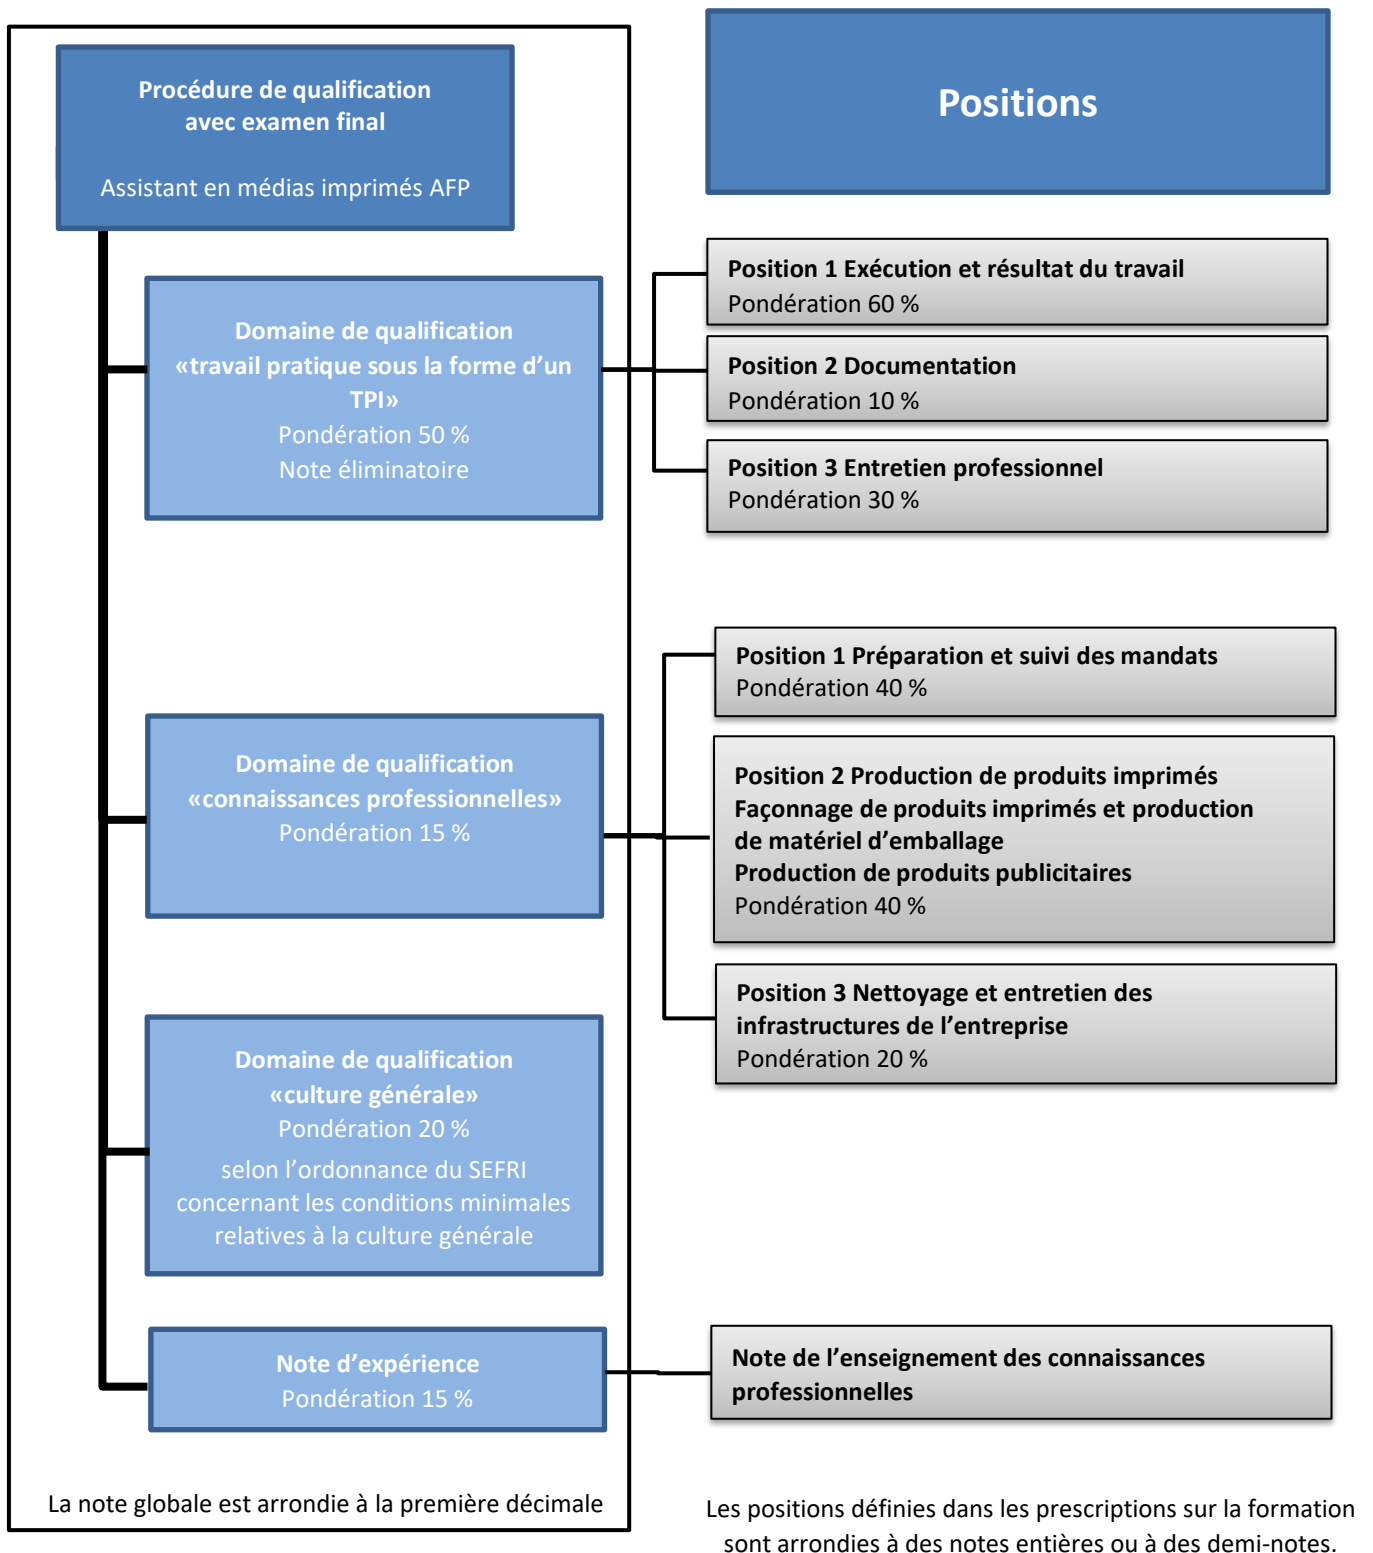 Procédure de qualification
avec examen final
Assistant en médias imprimés AFP
Positions
Domaine de qualification
«travail pratique sous la forme d’un
TPI»
Pondération 50 %
Note éliminatoire
Position 1 Exécution et résultat du travail
Pondération 60 %
Position 2 Documentation
Pondération 10 %
Position 3 Entretien professionnel
Pondération 30 %
Domaine de qualification
«connaissances professionnelles»
Pondération 15 %
Position 1 Préparation et suivi des mandats
Pondération 40 %
Position 2 Production de produits imprimés
Façonnage de produits imprimés et production
de matériel d’emballage
Production de produits publicitaires
Pondération 40 %
Position 3 Nettoyage et entretien des
infrastructures de l’entreprise
Pondération 20 %
Domaine de qualification
«culture générale»
Pondération 20 %
selon l’ordonnance du SEFRI
concernant les conditions minimales
relatives à la culture générale
Note d’expérience
Pondération 15 %
Note de l’enseignement des connaissances
professionnelles
La note globale est arrondie à la première décimale
Les positions définies dans les prescriptions sur la formation
sont arrondies à des notes entières ou à des demi-notes.